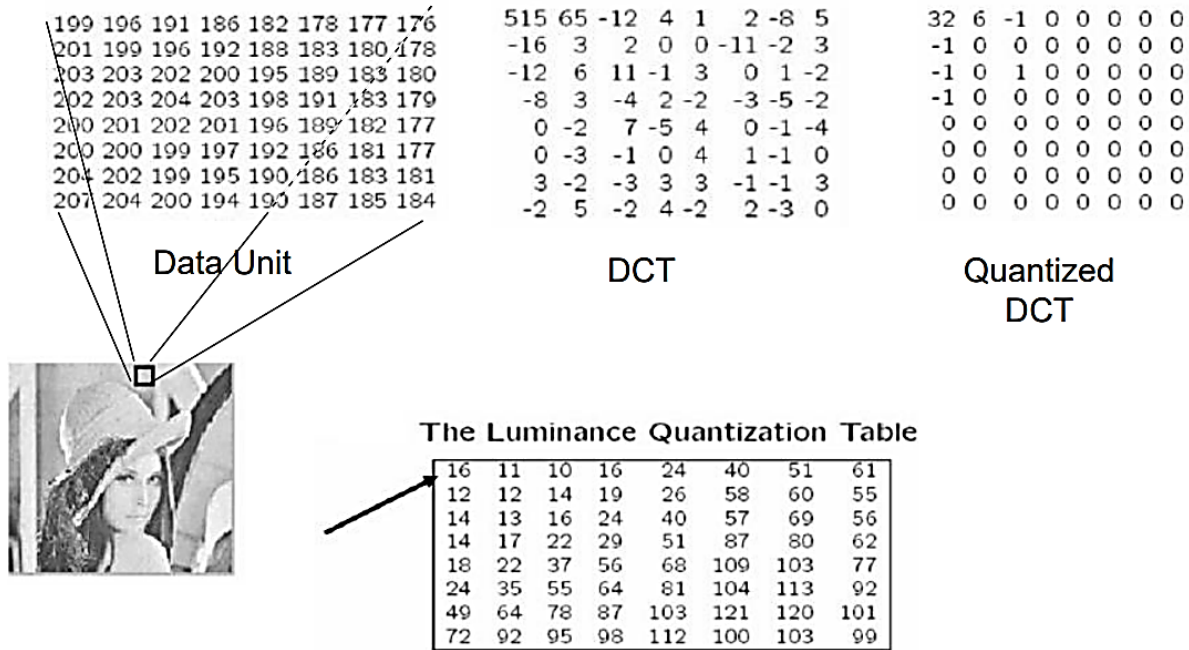 199 196 191 186 182 178 177 176
201 199 196 192 188 183 180 178
203 203 202 200 195 189 183 180
202 203 204 203 198 191 183 179
200 201 202 201 196 189 182 177
200 200 199 197 192 186 181 177
204 202 199 195 190 186 183 181
207 204 200 194 190 187 185 184
Data Unit
515 65 -12 4 1 2 -8 5
-16 3 2 0 0 -11 -2 3
-12 6 11 -1 3 0 1 -2
-8 3 -4 2 -2 -3 -5 -2
0 -2 7 -5 4 0 -1 -4
0 -3 -1 0 4 1 -1 0
3 -2 -3 3 3 -1 -1 3
-2 5 -2 4 -2 2 -3 0
DCT
32 6 -1 0 0 0 0 0
-1 0 0 0 0 0 0 0
-1 0 1 0 0 0 0 0
-1 0 0 0 0 0 0 0
0 0 0 0 0 0 0 0
0 0 0 0 0 0 0 0
0 0 0 0 0 0 0 0
0 0 0 0 0 0 0 0
Quantized
DCT
The Luminance Quantization Table
16 11 10 16 24 40 51 61
12 12 14 19 26 58 60 55
14 13 16 24 40 57 69 56
14 17 22 29 51 87 80 62
18 22 37 56 68 109 103 77
24 35 55 64 81 104 113 92
49 64 78 87 103 121 120 101
72 92 95 98 112 100 103 99